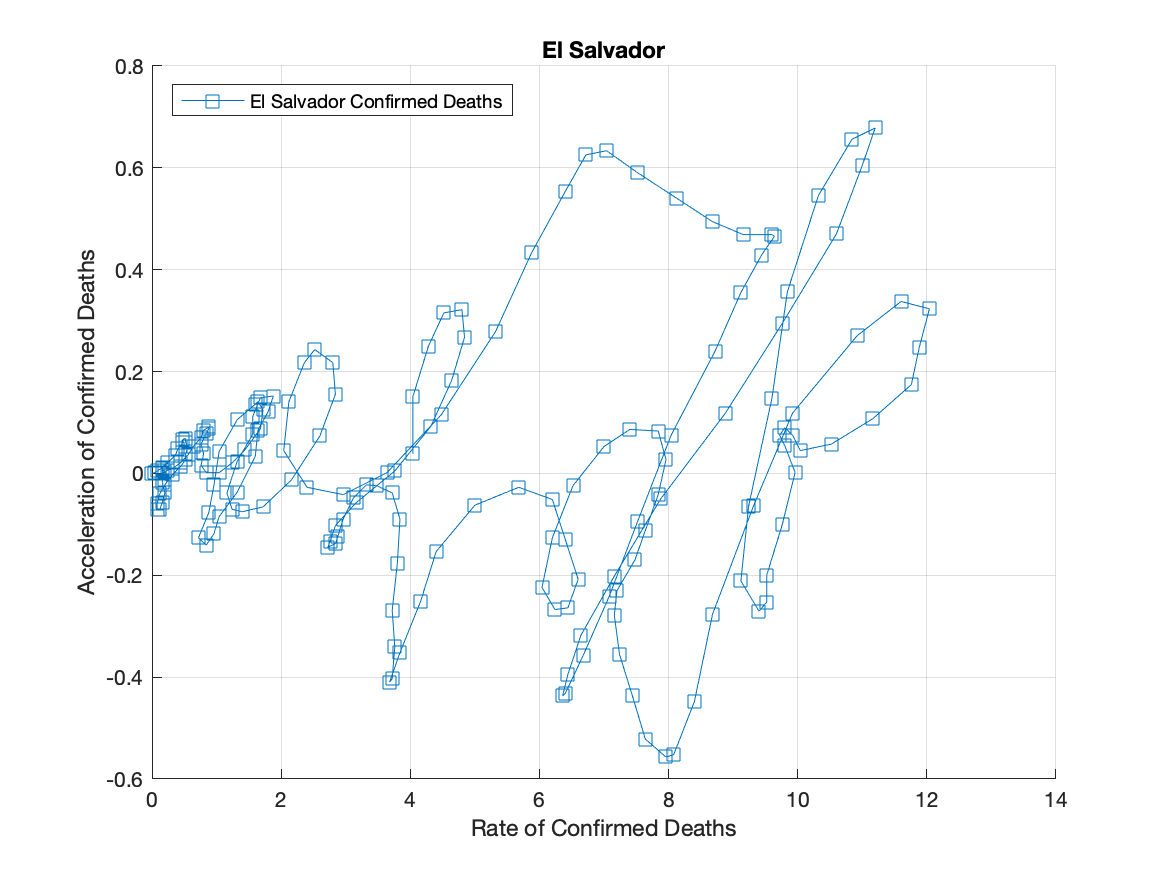 El Salvador
0.8
El Salvador Confirmed Deaths
0.6
0.4
0.2
0
-0.2
-0.4
-0.6
Acceleration of Confirmed Deaths
0 2 4 6 8 10 12 14
Rate of Confirmed Deaths